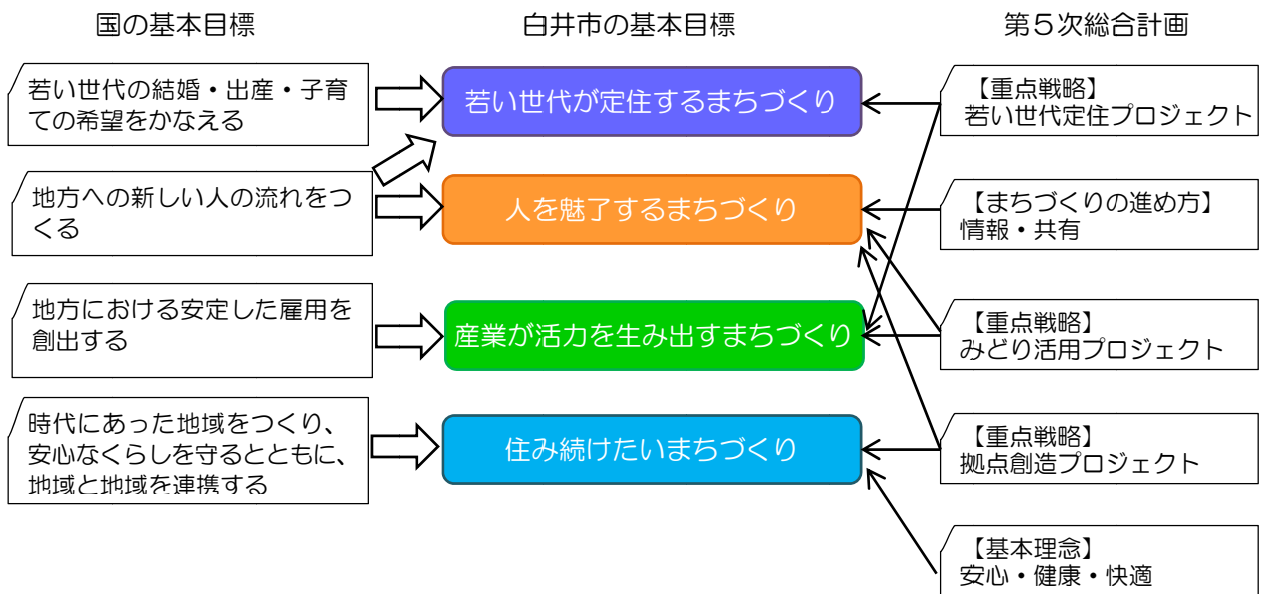 国の基本目標
白井市の基本目標
第5次総合計画
若い世代の結婚・出産・子育
ての希望をかなえる
若い世代が定住するまちづくり
【重点戦略】
若い世代定住プロジェクト
地方への新しい人の流れをつ
くる
人を魅了するまちづくり
【まちづくりの進め方】
情報・共有
地方における安定した雇用を
創出する
産業が活力を生み出すまちづくり
【重点戦略】
みどり活用プロジェクト
時代にあった地域をつくり、
安心なくらしを守るとともに、
地域と地域を連携する
住み続けたいまちづくり
【重点戦略】
拠点創造プロジェクト
【基本理念】
安心・健康・快適